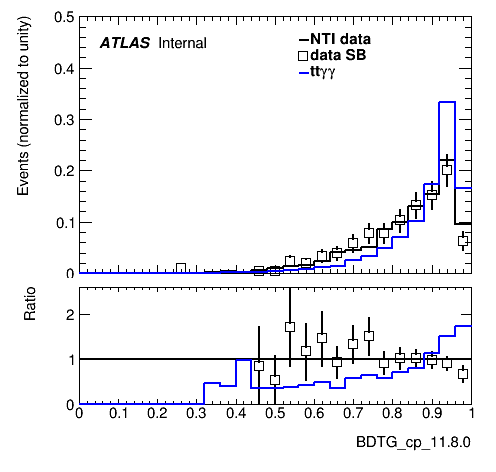 0.5
ATLAS Internal
NTI data
data SB
ttγγ
0.4
0.3
0.2
0.1
0
Events (normalized to unity)
2
1
0
Ratio
0 0.1 0.2 0.3 0.4 0.5 0.6 0.7 0.8 0.9 1
BDTG_cp_11.8.0